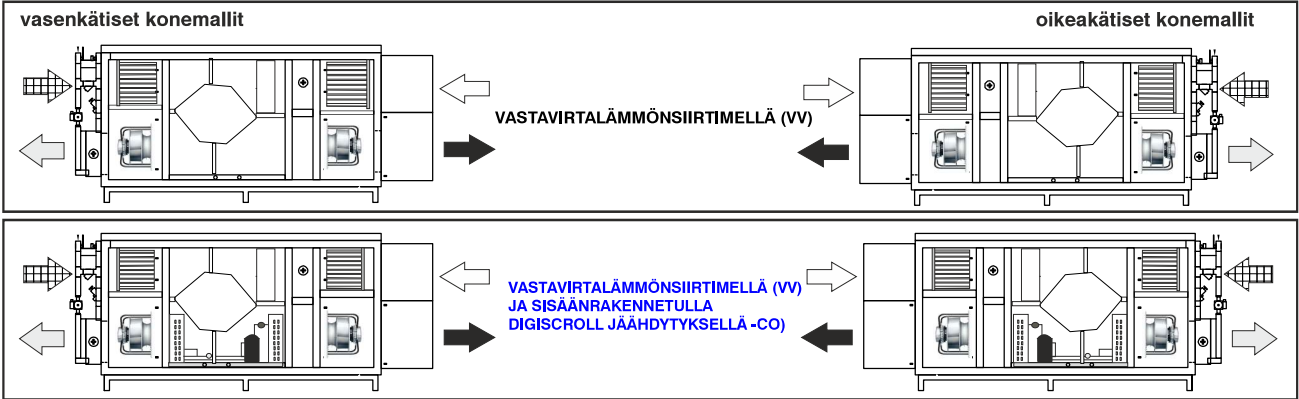 vasenkätiset konemallit
oikeakätiset konemallit
VASTAVIRTALÄMMÖNSIIRTIMELLÄ (VV)
VASTAVIRTALÄMMÖNSIIRTIMELLÄ (VV)
JA SISÄÄNRAKENNETULLA
DIGISCROLL JÄÄHDYTYKSELLÄ -CO)